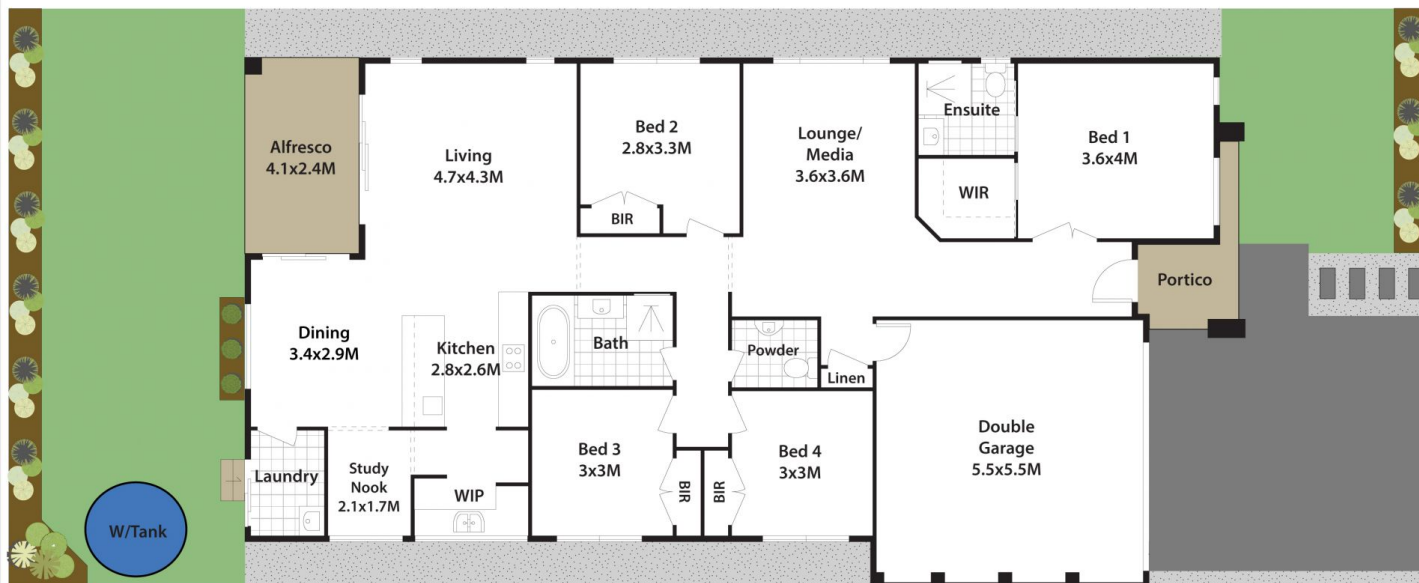 Alfresco
4.1x2.4M
Living
4.7x4.3M
Bed 2
2.8x3.3M
BIR
Lounge/
Media
3.6x3.6M
Ensuite
WIR
Bed 1
3.6x4M
Portico
Dining
3.4x2.9M
Kitchen
2.8x2.6M
Bath
Powder
Linen
Laundry
Study
Nook
2.1x1.7M
WIP
Bed 3
3x3M
BIR
BIR
Bed 4
3x3M
Double
Garage
5.5x5.5M
W/Tank